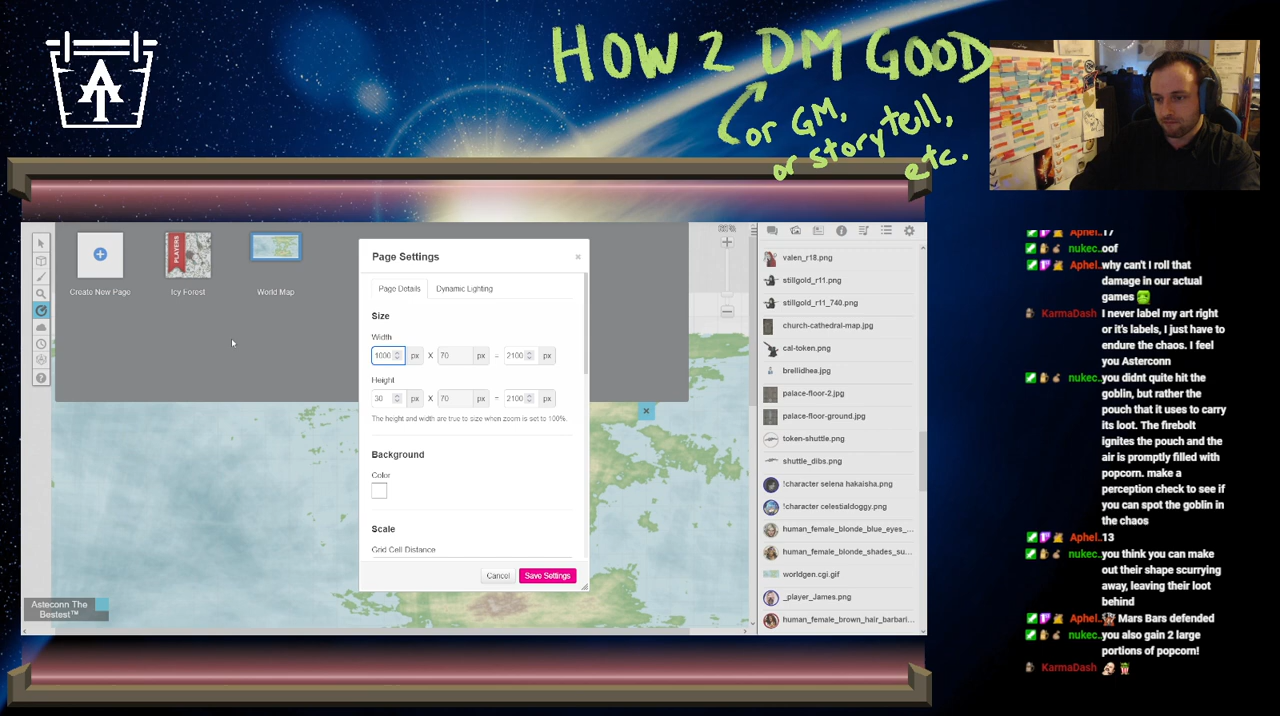 HOW 2 DM GOOD
or GM,
or storytell,
etc.
AT
PLAYERS
Create New Page
Icy Forest
World Map
Page Settings
×
Page Details
Dynamic Lighting
Size
Width
1000 px X 70 px = 2100 px
Height
30 px X 70 px = 2100 px
The height and width are true to size when zoom is set to 100%.
Background
Color
Scale
Grid Cell Distance
Cancel
Save Settings
Asteconn The
Bestest™
valen_r18.png
stillgold_r11.png
stillgold_r11_740.png
church-cathedral-map.jpg
cal-token.png
brellidhea.jpg
palace-floor-2.jpg
palace-floor-ground.jpg
token-shuttle.png
shuttle_dibs.png
!character selena hakaisha.png
!character celestialdoggy.png
human_female_blonde_blue_eyes_...
human_female_blonde_shades_su...
worldgen.cgi.gif
_player_James.png
human_female_brown_hair_barbari...
Aphel.. 17
nukec.. oof
Aphel.. why can't I roll that
damage in our actual
games
KarmaDash I never label my art right
or it's labels, I just have to
endure the chaos. I feel
you Asterconn
nukec.. you didnt quite hit the
goblin, but rather the
pouch that it uses to carry
its loot. The firebolt
ignites the pouch and the
air is promptly filled with
popcorn. make a
perception check to see if
you can spot the goblin in
the chaos
Aphel.. 13
nukec.. you think you can make
out their shape scurrying
away, leaving their loot
behind
Aphel.. Mars Bars defended
nukec.. you also gain 2 large
portions of popcorn!
KarmaDash